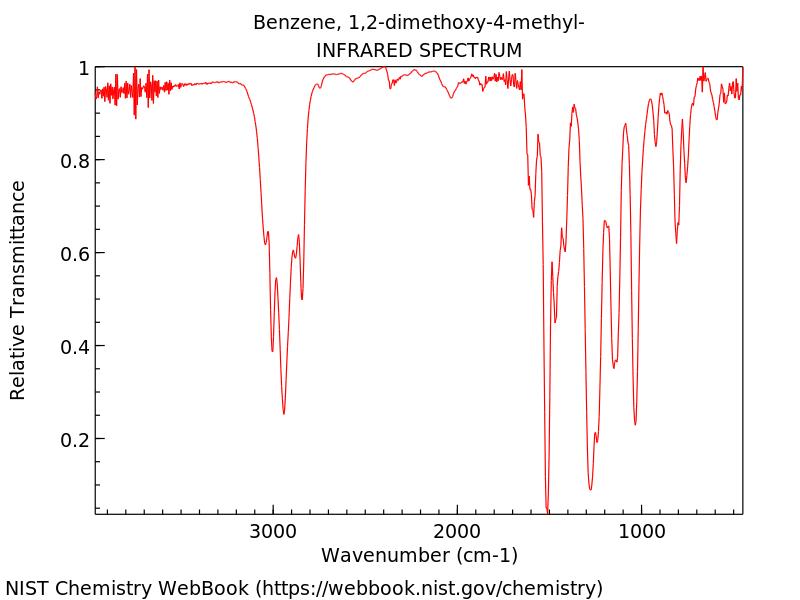 Benzene, 1,2-dimethoxy-4-methyl-
INFRARED SPECTRUM
1
0.8
0.6
0.4
0.2
Relative Transmittance
3000 2000 1000
Wavenumber (cm-1)
NIST Chemistry WebBook (https://webbook.nist.gov/chemistry)